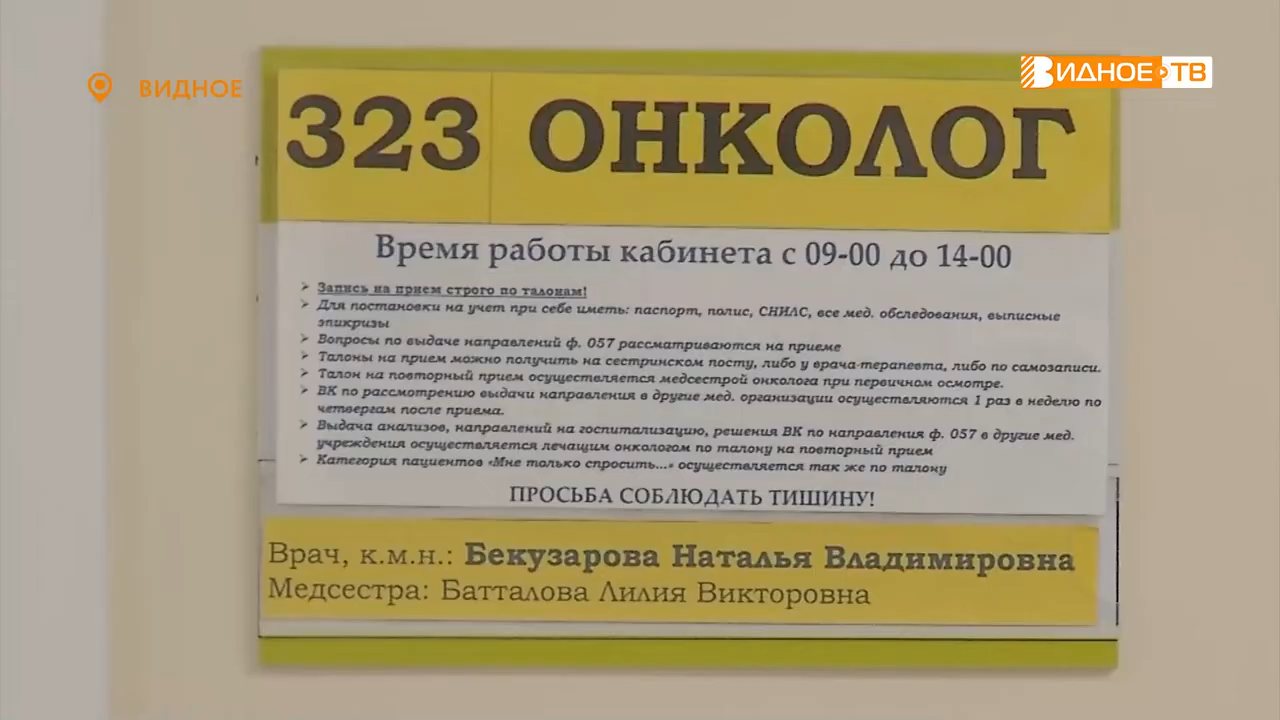 ВИДНОЕ
ВИДНОЕ ТВ
323 ОНКОЛОГ
Время работы кабинета с 09-00 до 14-00
Запись на прием строго по талонам!
Для постановки на учет при себе иметь: паспорт, полис, СНИЛС, все мед. обследования, выписные
эпикризы
Вопросы по выдаче направлений ф. 057 рассматриваются на приеме
Талоны на прием можно получить на сестринском посту, либо у врача-терапевта, либо по самозаписи.
Талон на повторный прием осуществляется медсестрой онколога при первичном осмотре.
ВК по рассмотрению выдачи направления в другие мед. организации осуществляются 1 раз в неделю по
четвергам после приема.
Выдача анализов, направлений на госпитализацию, решения ВК по направления ф. 057 в другие мед.
учреждения осуществляется лечащим онкологом по талону на повторный прием
Категория пациентов «Мне только спросить...» осуществляется так же по талону
ПРОСЬБА СОБЛЮДАТЬ ТИШИНУ!
Врач, к.м.н.: Бекузарова Наталья Владимировна
Медсестра: Батталова Лилия Викторовна